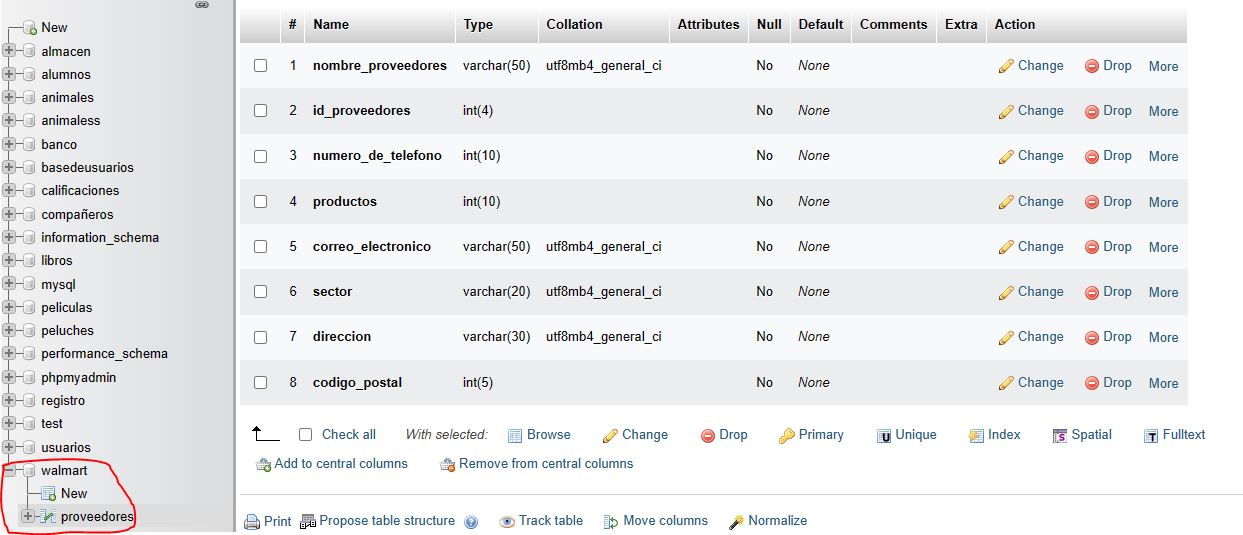 New
almacen
alumnos
animales
animaless
banco
basedeusuarios
calificaciones
compañeros
information_schema
libros
mysql
peliculas
peluches
performance_schema
phpmyadmin
registro
test
usuarios
walmart
New
proveedores
# Name Type Collation Attributes Null Default Comments Extra Action
1 nombre_proveedores varchar(50) utf8mb4_general_ci No None Change Drop More
2 id_proveedores int(4) No None Change Drop More
3 numero_de_telefono int(10) No None Change Drop More
4 productos int(10) No None Change Drop More
5 correo_electronico varchar(50) utf8mb4_general_ci No None Change Drop More
6 sector varchar(20) utf8mb4_general_ci No None Change Drop More
7 direccion varchar(30) utf8mb4_general_ci No None Change Drop More
8 codigo_postal int(5) No None Change Drop More
Check all With selected: Browse Change Drop Primary Unique Index Spatial Fulltext
Add to central columns Remove from central columns
Print Propose table structure Track table Move columns Normalize